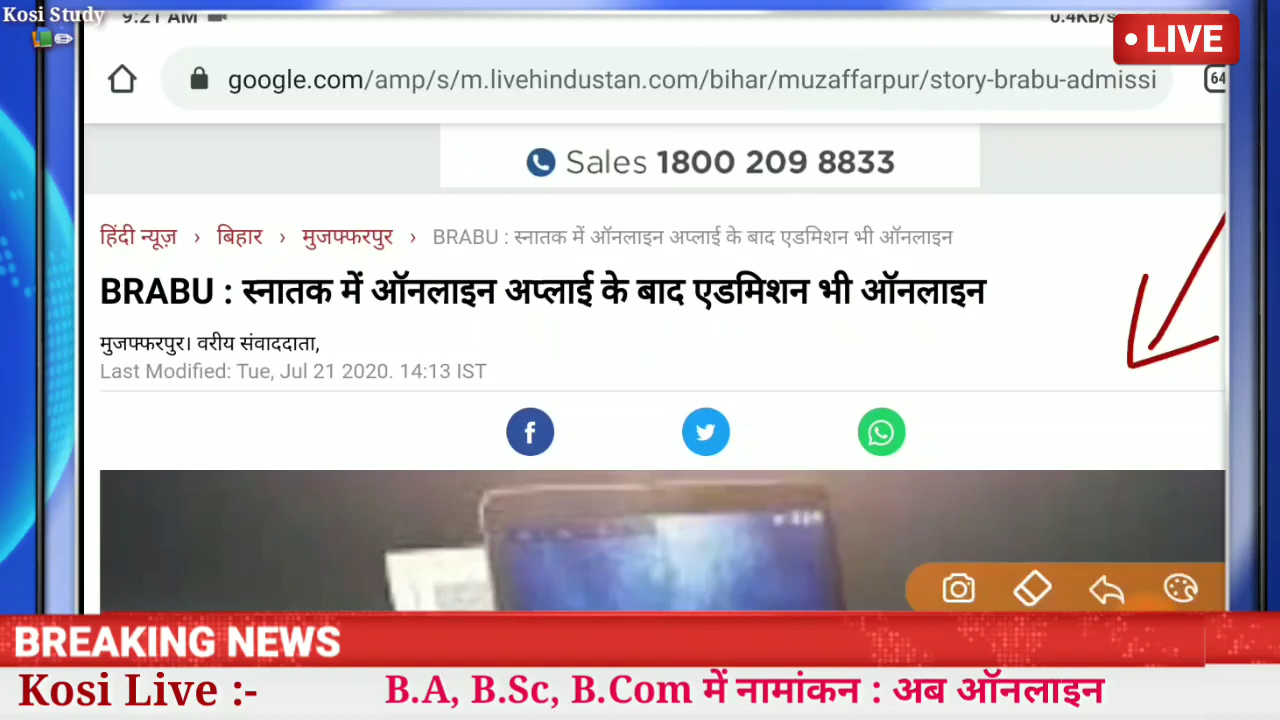 Kosi Study
9:21 AM
0.4KB/s
LIVE
google.com/amp/s/m.livehindustan.com/bihar/muzaffarpur/story-brabu-admissi
64
Sales 1800 209 8833
हिंदी न्यूज़ › बिहार › मुजफ्फरपुर › BRABU : स्नातक में ऑनलाइन अप्लाई के बाद एडमिशन भी ऑनलाइन
BRABU : स्नातक में ऑनलाइन अप्लाई के बाद एडमिशन भी ऑनलाइन
मुजफ्फरपुर। वरीय संवाददाता,
Last Modified: Tue, Jul 21 2020. 14:13 IST
BREAKING NEWS
Kosi Live :- B.A, B.Sc, B.Com में नामांकन : अब ऑनलाइन